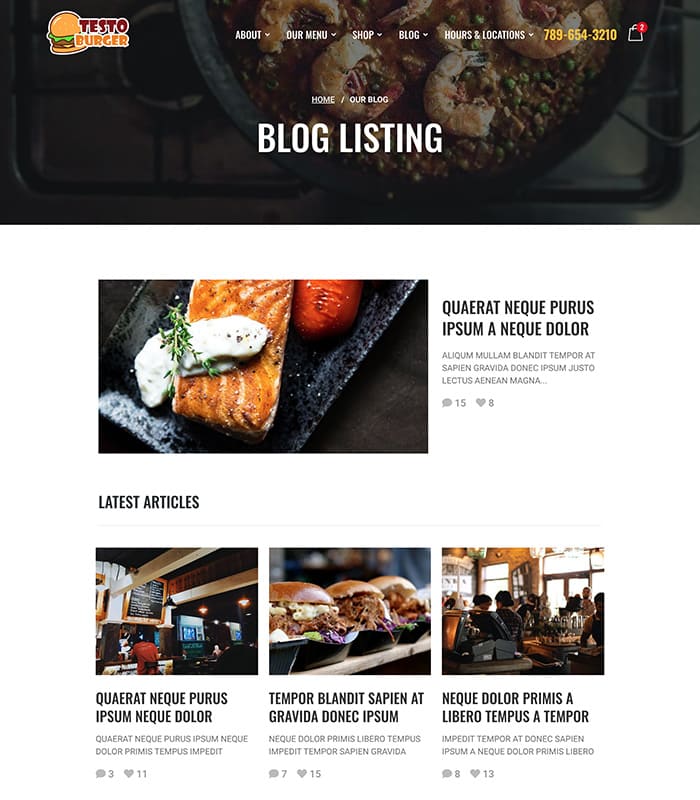 TESTO
BURGER
ABOUT
OUR MENU
SHOP
BLOG
HOURS & LOCATIONS
789-654-3210
2
HOME / OUR BLOG
BLOG LISTING
QUAERAT NEQUE PURUS
IPSUM A NEQUE DOLOR
ALIQUM MULLAM BLANDIT TEMPOR AT
SAPIEN GRAVIDA DONEC IPSUM JUSTO
LECTUS AENEAN MAGNA...
15 8
LATEST ARTICLES
QUAERAT NEQUE PURUS
IPSUM NEQUE DOLOR
QUAERAT NEQUE PURUS IPSUM NEQUE
DOLOR PRIMIS TEMPUS IMPEDIT
3 11
TEMPOR BLANDIT SAPIEN AT
GRAVIDA DONEC IPSUM
NEQUE DOLOR PRIMIS LIBERO TEMPUS
IMPEDIT TEMPOR SAPIEN GRAVIDA
7 15
NEQUE DOLOR PRIMIS A
LIBERO TEMPUS A TEMPOR
IMPEDIT TEMPOR AT DONEC SAPIEN
IPSUM A NEQUE DOLOR PRIMIS LIBERO
8 13